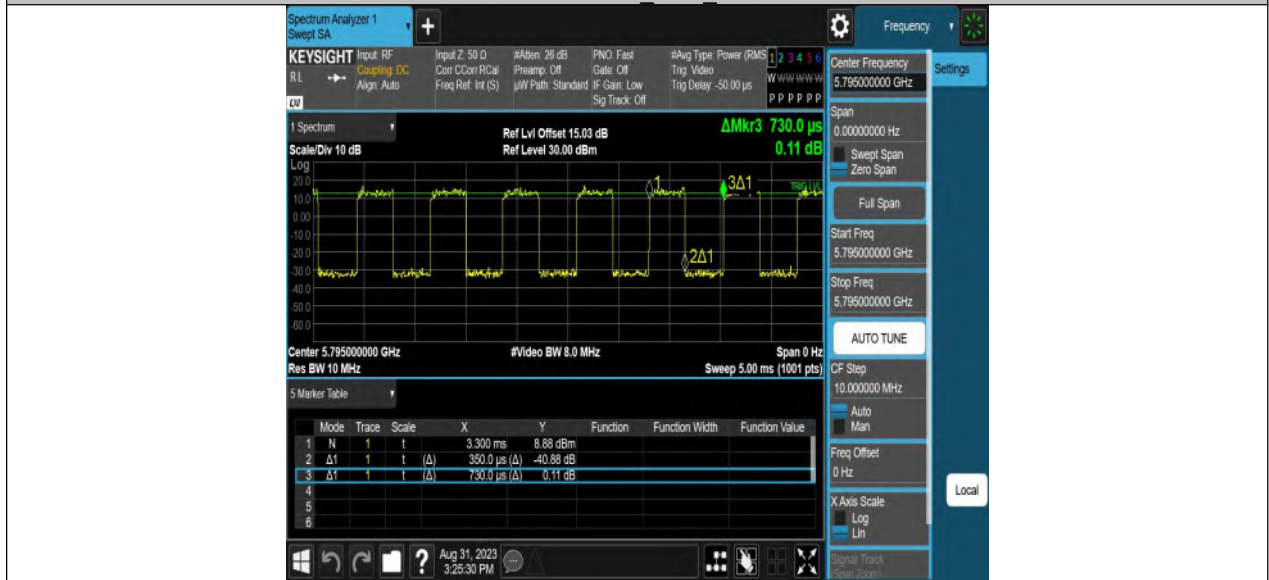 Spectrum Analyzer 1
Swept SA
+
Frequency
KEYSIGHT
RL
LXI
Input: RF
Coupling: DC
Align: Auto
Input Z: 50 Ω
Corr CCorr RCal
Freq Ref: Int (S)
#Atten: 26 dB
Preamp: Off
µW Path: Standard
PNO: Fast
Gate: Off
IF Gain: Low
Sig Track: Off
#Avg Type: Power (RMS
Trig: Video
Trig Delay: -50.00 µs
1 2 3 4 5 6
W W W W W W
P P P P P P
Center Frequency
5.795000000 GHz
Settings
1 Spectrum
Scale/Div 10 dB
Ref Lvl Offset 15.03 dB
Ref Level 30.00 dBm
ΔMkr3 730.0 µs
0.11 dB
Log
20.0
10.0
0.00
-10.0
-20.0
-30.0
-40.0
-50.0
-60.0
1
3Δ1
TRIG LVL
2Δ1
Center 5.795000000 GHz
Res BW 10 MHz
#Video BW 8.0 MHz
Span 0 Hz
Sweep 5.00 ms (1001 pts)
Span
0.00000000 Hz
Swept Span
Zero Span
Full Span
Start Freq
5.795000000 GHz
Stop Freq
5.795000000 GHz
AUTO TUNE
CF Step
10.000000 MHz
Auto
Man
Freq Offset
0 Hz
X Axis Scale
Log
Lin
Signal Track
(Span Zoom)
Local
5 Marker Table
Mode Trace Scale X Y Function Function Width Function Value
1 N 1 t 3.300 ms 8.88 dBm
2 Δ1 1 t (Δ) 350.0 µs (Δ) -40.88 dB
3 Δ1 1 t (Δ) 730.0 µs (Δ) 0.11 dB
4
5
6
?
Aug 31, 2023
3:25:30 PM